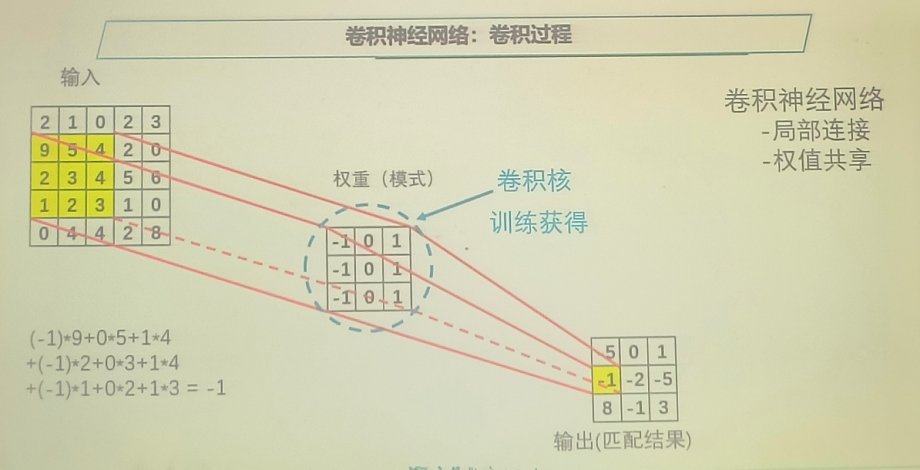 卷积神经网络：卷积过程
输入
卷积神经网络
-局部连接
-权值共享
2 1 0 2 3
9 5 4 2 0
2 3 4 5 6
1 2 3 1 0
0 4 4 2 8
权重（模式）
卷积核
训练获得
-1 0 1
-1 0 1
-1 0 1
(-1)*9+0*5+1*4
+(-1)*2+0*3+1*4
+(-1)*1+0*2+1*3 = -1
-5 0 1
-1 -2 -5
8 -1 3
输出(匹配结果)